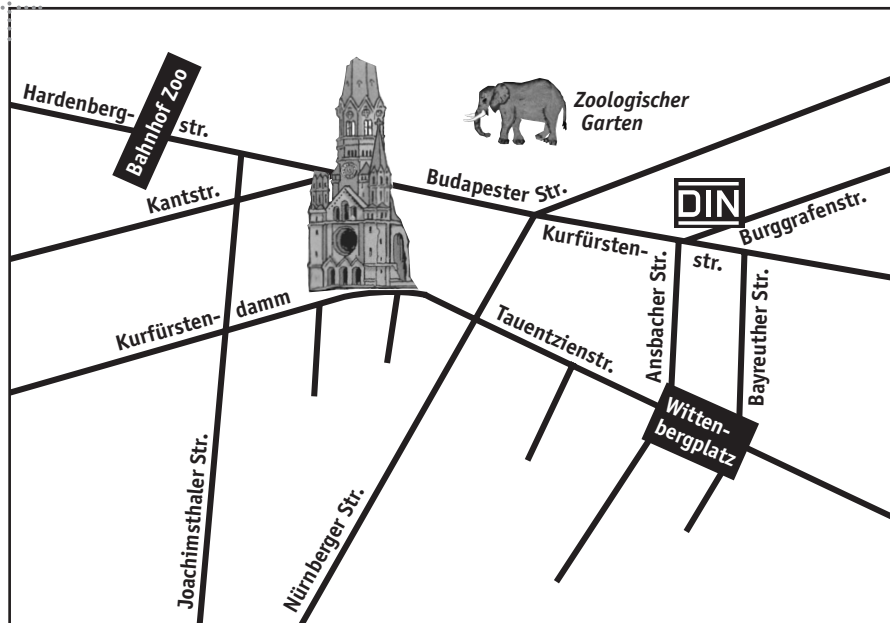 Hardenberg-
str.
Bahnhof Zoo
Zoologischer
Garten
Kantstr.
Budapester Str.
DIN
Burggrafenstr.
Kurfürsten-
str.
Kurfürsten-
damm
Tauentzienstr.
Ansbacher Str.
Bayreuther Str.
Witten-
bergplatz
Joachimsthaler Str.
Nürnberger Str.